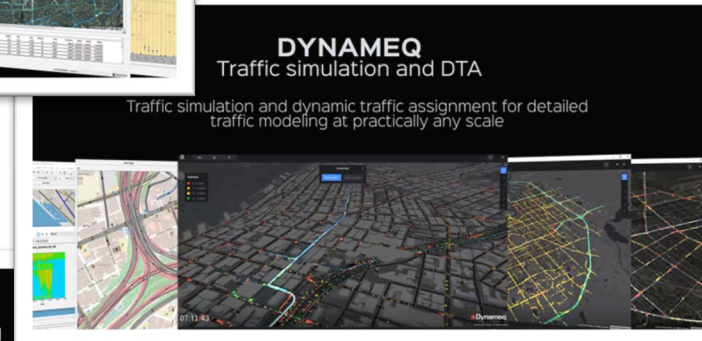 DYNAMEQ
Traffic simulation and DTA
Traffic simulation and dynamic traffic assignment for detailed
traffic modeling at practically any scale
07:13:43
Dynameq